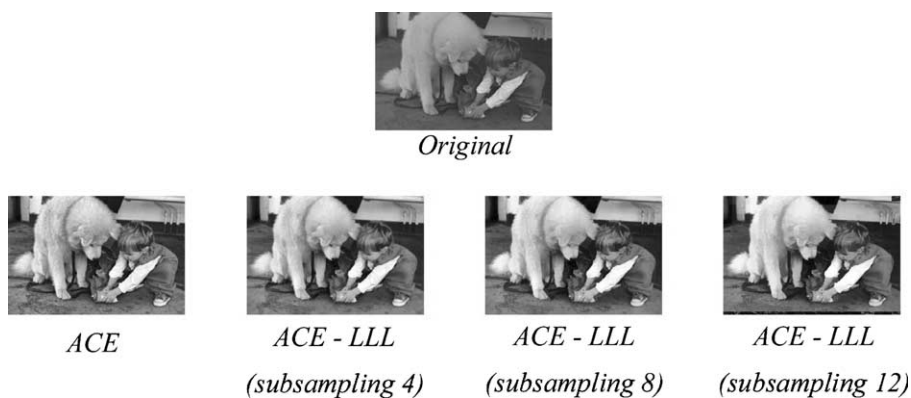 Original
ACE
ACE - LLL
(subsampling 4)
ACE - LLL
(subsampling 8)
ACE - LLL
(subsampling 12)